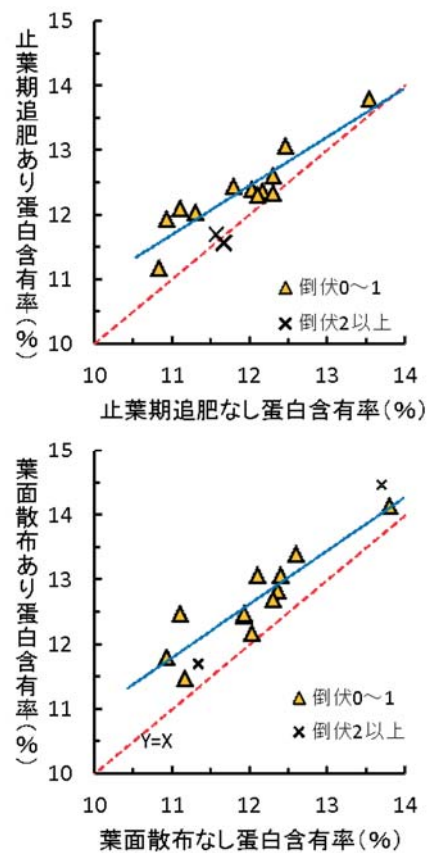 止葉期追肥あり蛋白含有率(%)
15
14
13
12
11
10
▲倒伏0～1
×倒伏2以上
10 11 12 13 14
止葉期追肥なし蛋白含有率(%)
葉面散布あり蛋白含有率(%)
15
14
13
12
11
10
▲倒伏0～1
×倒伏2以上
Y=X
10 11 12 13 14
葉面散布なし蛋白含有率(%)